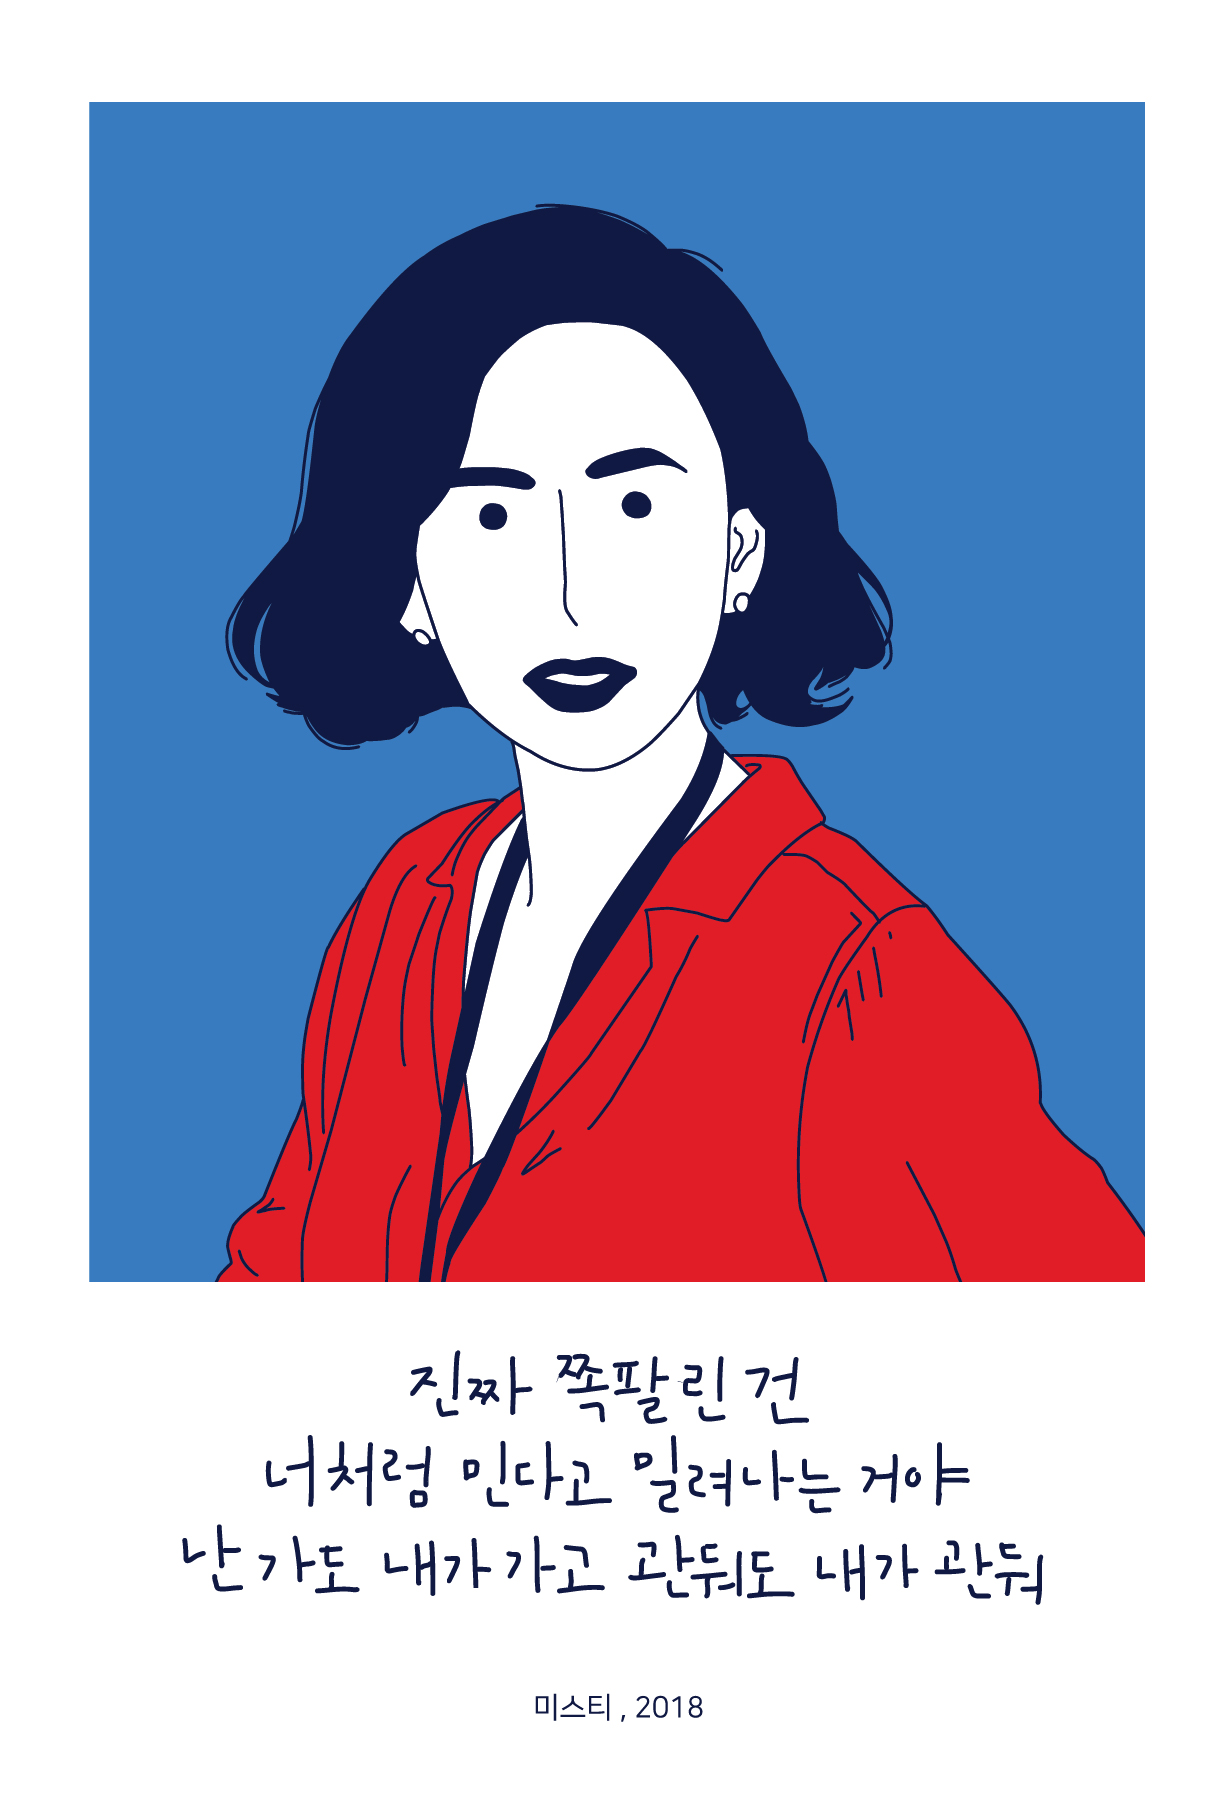 진짜 쪽팔린 건
너처럼 민다고 밀려나는 거야
난 가도 내가 가고 관둬도 내가 관둬
미스티 , 2018